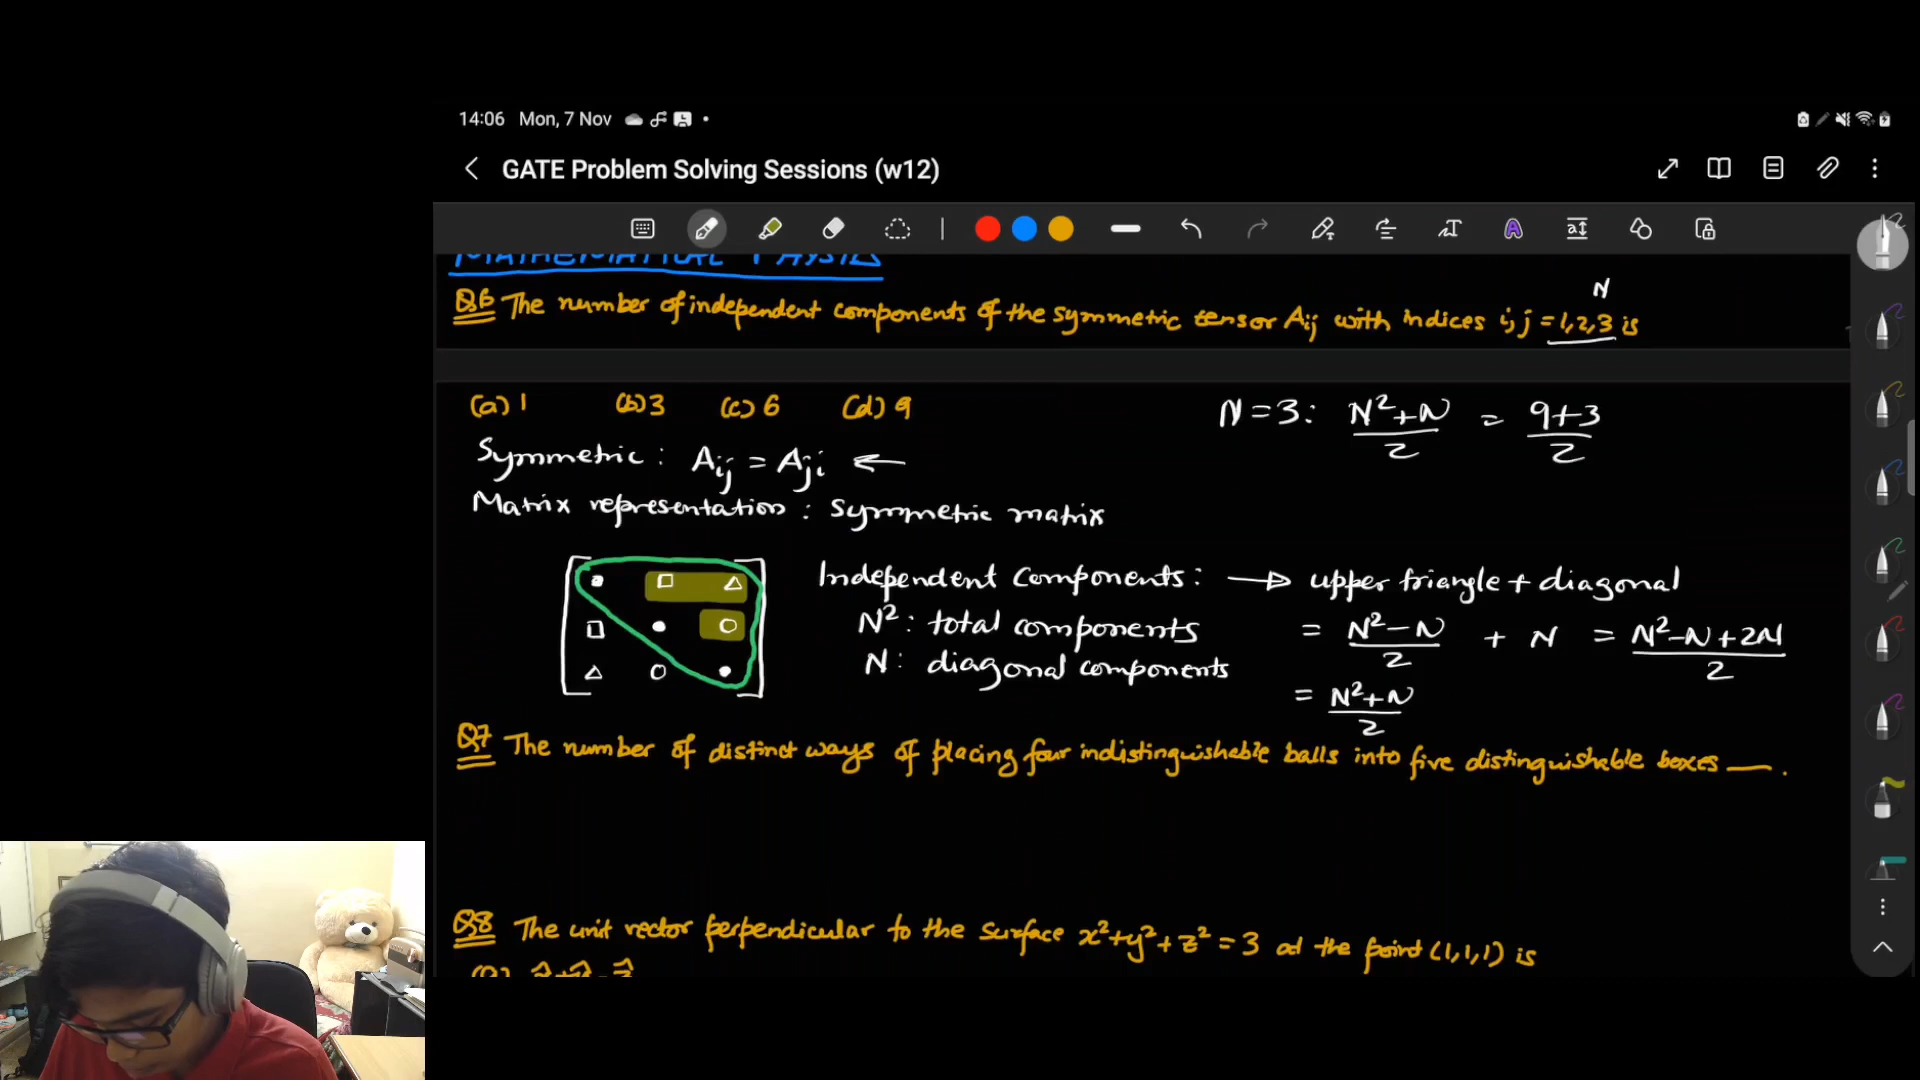 14:06 Mon, 7 Nov
GATE Problem Solving Sessions (w12)
MATHEMATICAL PHYSICS
N
Q6 The number of independent components of the symmetric tensor Aij with indices i, j = 1,2,3 is
(a) 1 (b) 3 (c) 6 (d) 9
N = 3: N²+N/2 = 9+3/2
Symmetric: Aij = Aji ←
Matrix representation: Symmetric matrix
Independent Components: → upper triangle + diagonal
N²: total components = N²-N/2 + N = N²-N+2N/2
N: diagonal components
= N²+N/2
Q7 The number of distinct ways of placing four indistinguishable balls into five distinguishable boxes —.
Q8 The unit vector perpendicular to the surface x²+y²+z² = 3 at the point (1,1,1) is